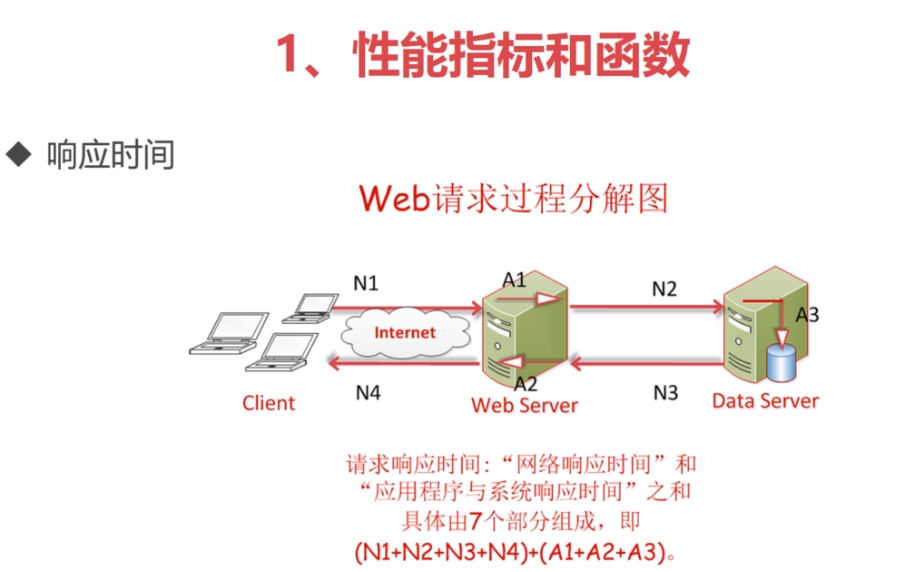 1、性能指标和函数
◆ 响应时间
Web请求过程分解图
N1
A1
N2
A3
Internet
N4
A2
N3
Client
Web Server
Data Server
请求响应时间:“网络响应时间”和
“应用程序与系统响应时间”之和
具体由7个部分组成，即
(N1+N2+N3+N4)+(A1+A2+A3)。